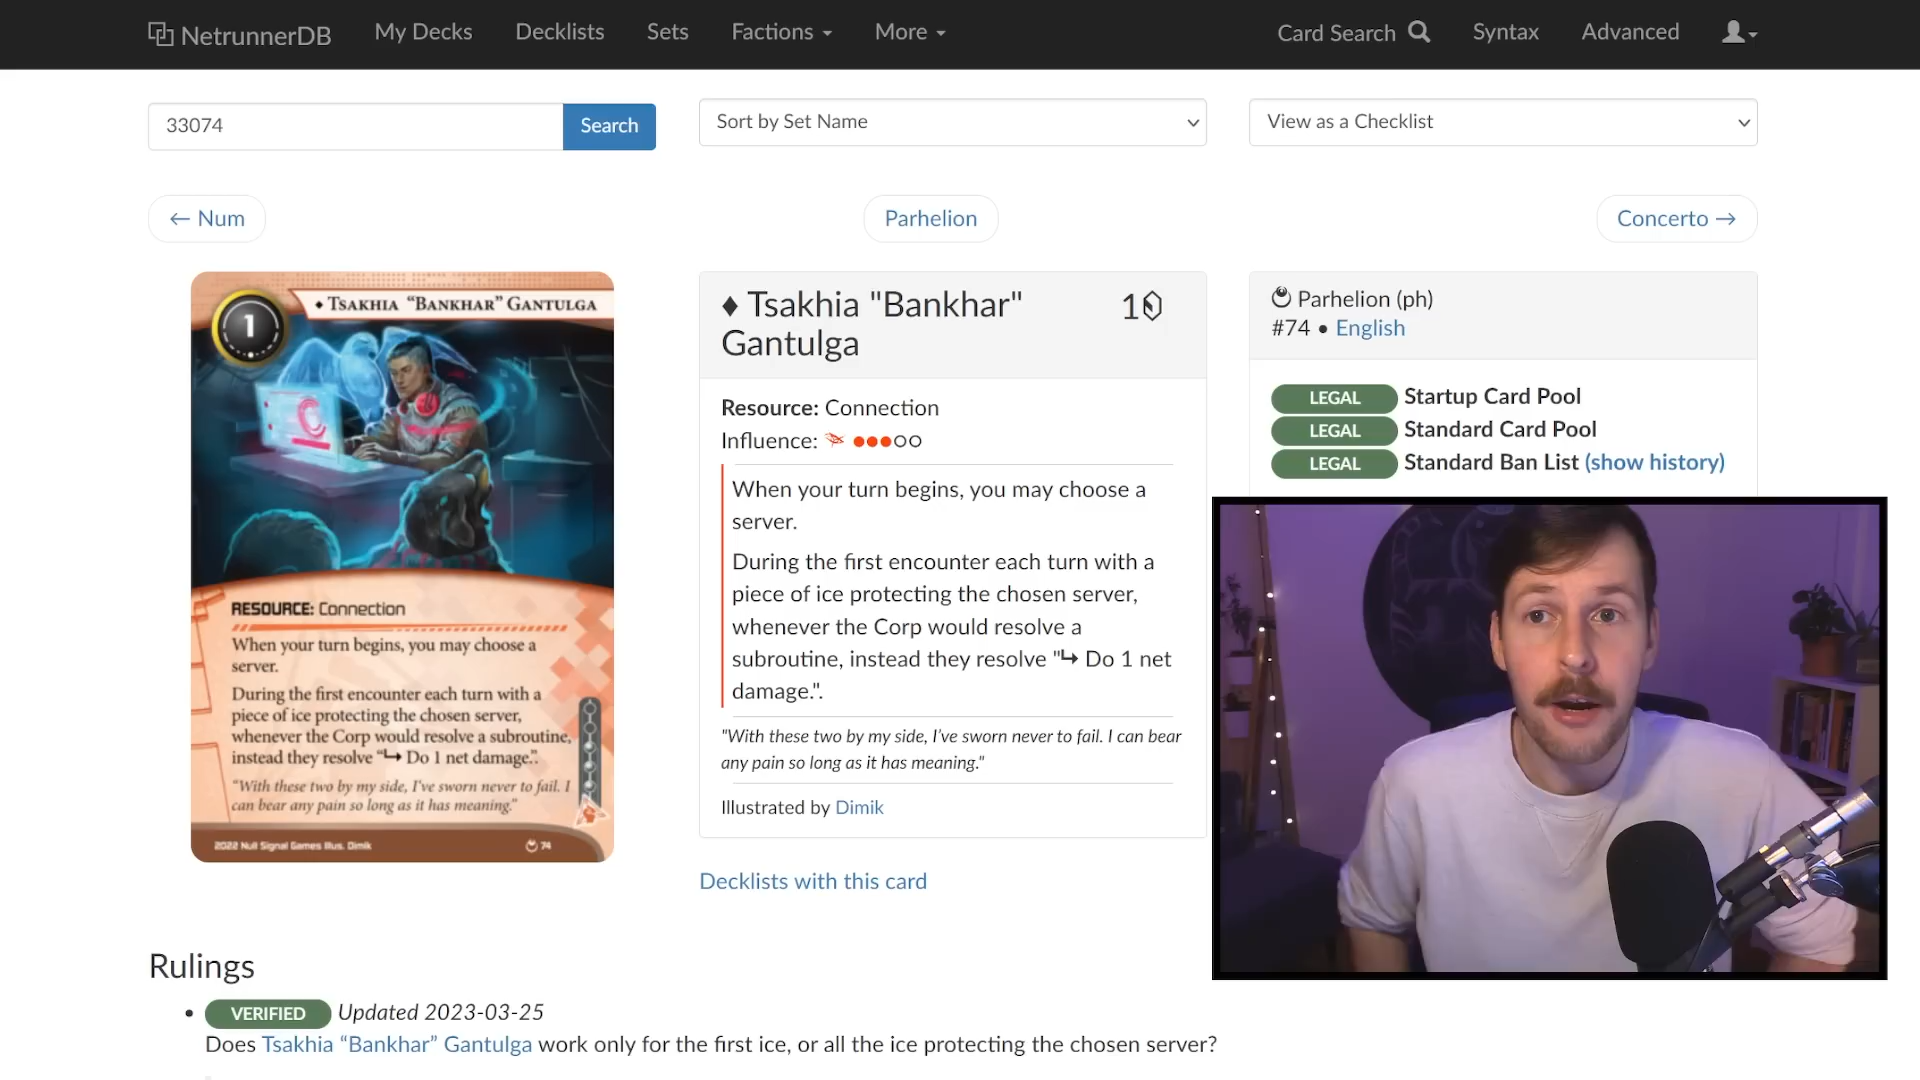 NetrunnerDB My Decks Decklists Sets Factions More Card Search Syntax Advanced
33074 Search Sort by Set Name View as a Checklist
← Num Parhelion Concerto →
1 ♦ Tsakhia “Bankhar” Gantulga
RESOURCE: Connection
When your turn begins, you may choose a
server.
During the first encounter each turn with a
piece of ice protecting the chosen server,
whenever the Corp would resolve a subroutine,
instead they resolve “↳ Do 1 net damage.”.
“With these two by my side, I’ve sworn never to fail. I
can bear any pain so long as it has meaning.”
2022 Null Signal Games Illus. Dimik 74
♦ Tsakhia "Bankhar" 1
Gantulga
Resource: Connection
Influence:
When your turn begins, you may choose a
server.
During the first encounter each turn with a
piece of ice protecting the chosen server,
whenever the Corp would resolve a
subroutine, instead they resolve "↳ Do 1 net
damage.".
"With these two by my side, I’ve sworn never to fail. I can bear
any pain so long as it has meaning."
Illustrated by Dimik
Decklists with this card
Parhelion (ph)
#74 • English
LEGAL Startup Card Pool
LEGAL Standard Card Pool
LEGAL Standard Ban List (show history)
Rulings
• VERIFIED Updated 2023-03-25
Does Tsakhia “Bankhar” Gantulga work only for the first ice, or all the ice protecting the chosen server?